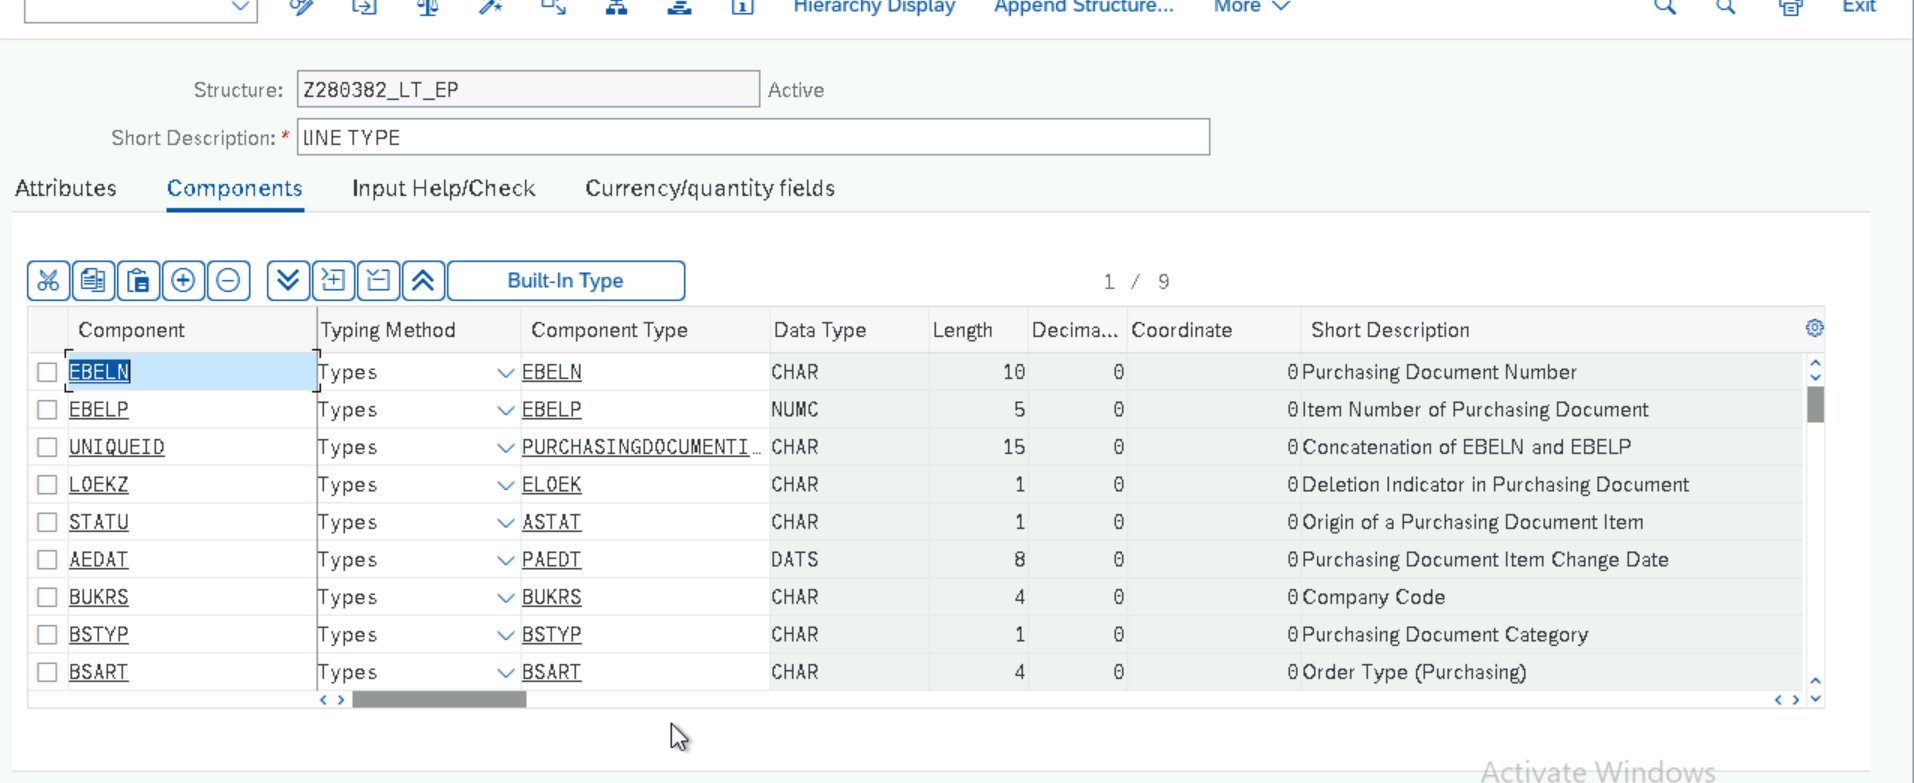 Hierarchy Display Append Structure... More Exit
Structure: Z280382_LT_EP Active
Short Description: * LINE TYPE
Attributes Components Input Help/Check Currency/quantity fields
Built-In Type 1 / 9
Component Typing Method Component Type Data Type Length Decima... Coordinate Short Description
EBELN Types EBELN CHAR 10 0 0 Purchasing Document Number
EBELP Types EBELP NUMC 5 0 0 Item Number of Purchasing Document
UNIQUEID Types PURCHASINGDOCUMENTI… CHAR 15 0 0 Concatenation of EBELN and EBELP
LOEKZ Types ELOEK CHAR 1 0 0 Deletion Indicator in Purchasing Document
STATU Types ASTAT CHAR 1 0 0 Origin of a Purchasing Document Item
AEDAT Types PAEDT DATS 8 0 0 Purchasing Document Item Change Date
BUKRS Types BUKRS CHAR 4 0 0 Company Code
BSTYP Types BSTYP CHAR 1 0 0 Purchasing Document Category
BSART Types BSART CHAR 4 0 0 Order Type (Purchasing)
Activate Windows